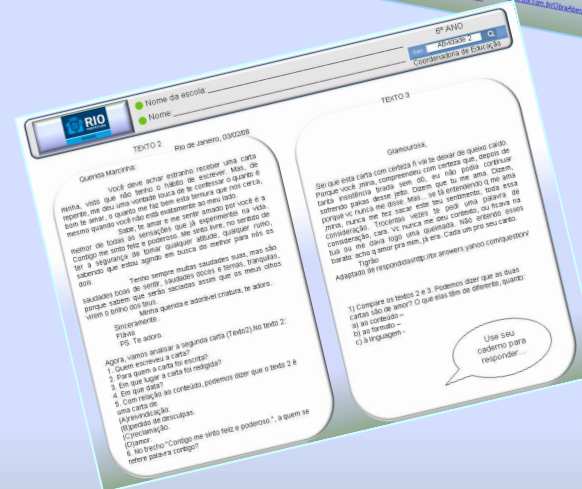 oix.com.br/ObraAber
6º ANO
Atividade 2
Coordenadoria de Educação
RIO
PREFEITURA
Nome da escola:
Nome
TEXTO 2 Rio de Janeiro, 03/02/08
Querida Marcinha:
Você deve achar estranho receber uma carta
minha, visto que não tenho o hábito de escrever. Mas, de
repente, me deu uma vontade louca de te confessar o quanto é
bom te amar, o quanto me faz bem esta ternura que nos cerca,
mesmo quando você não está exatamente ao meu lado.
Sabe, te amar e me sentir amado por você é a
melhor de todas as sensações que já experimentei na vida.
Contigo me sinto feliz e poderoso. Me sinto livre, no sentido de
ter a segurança de tomar qualquer atitude, qualquer rumo,
sabendo que estou agindo em busca do melhor para nós
dois.
Tenho sempre muitas saudades suas, mas são
saudades boas de sentir, saudades doces e ternas, tranquilas,
porque sabem que serão saciadas assim que os meus olhos
virem o brilho dos teus.
Minha querida e adorável criatura, te adoro.
Sinceramente.
Flávio
PS. Te adoro.
Agora, vamos analisar a segunda carta (Texto2) No texto 2:
1. Quem escreveu a carta?
2. Para quem a carta foi escrita?
3. Em que lugar a carta foi redigida?
4. Em que data?
5. Com relação ao conteúdo, podemos dizer que o texto 2 é
uma carta de
(A)reivindicação.
(B)pedido de desculpas.
(C)reclamação.
(D)amor.
6. No trecho "Contigo me sinto feliz e poderoso.", a quem se
refere palavra contigo?
TEXTO 3
Glamourosa,
Sei que esta carta com certeza ñ vai te deixar de queixo caído.
Porque você ,mina, compreendeu com certeza que, depois de
tanta insistência tirada sem dó, eu não podia continuar
sofrendo pakas desse jeito. Dizem que tu me ama. Dizem,
porque vc nunca me disse. Mas , se tá entendendo q me ama
,mina, nunca me fez sacar este teu sentimento, toda essa
consideração. Trocentas vezes te pedi uma palavra de
consideração, cara. Vc nunca me deu contexto, ou ficava na
tua ou me dava logo uma queimada. Não entendo esses
barato: acho q amor pra mim, já era. Cada um pro seu canto.
Tigrão
Adaptado de respondidashttp://br.answers.yahoo.com/question/
1) Compare os textos 2 e 3. Podemos dizer que as duas
cartas são de amor? O que elas têm de diferente, quanto:
a) ao conteúdo –
b) ao formato –
c) à linguagem -
Use seu
caderno para
responder...